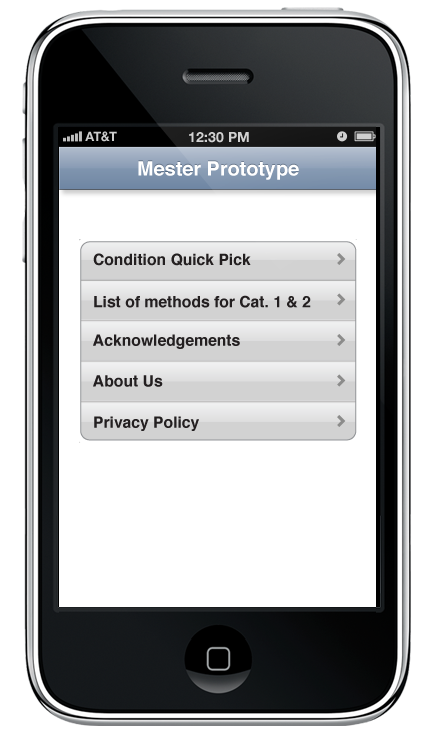 AT&T 12:30 PM
Mester Prototype
Condition Quick Pick
List of methods for Cat. 1 & 2
Acknowledgements
About Us
Privacy Policy